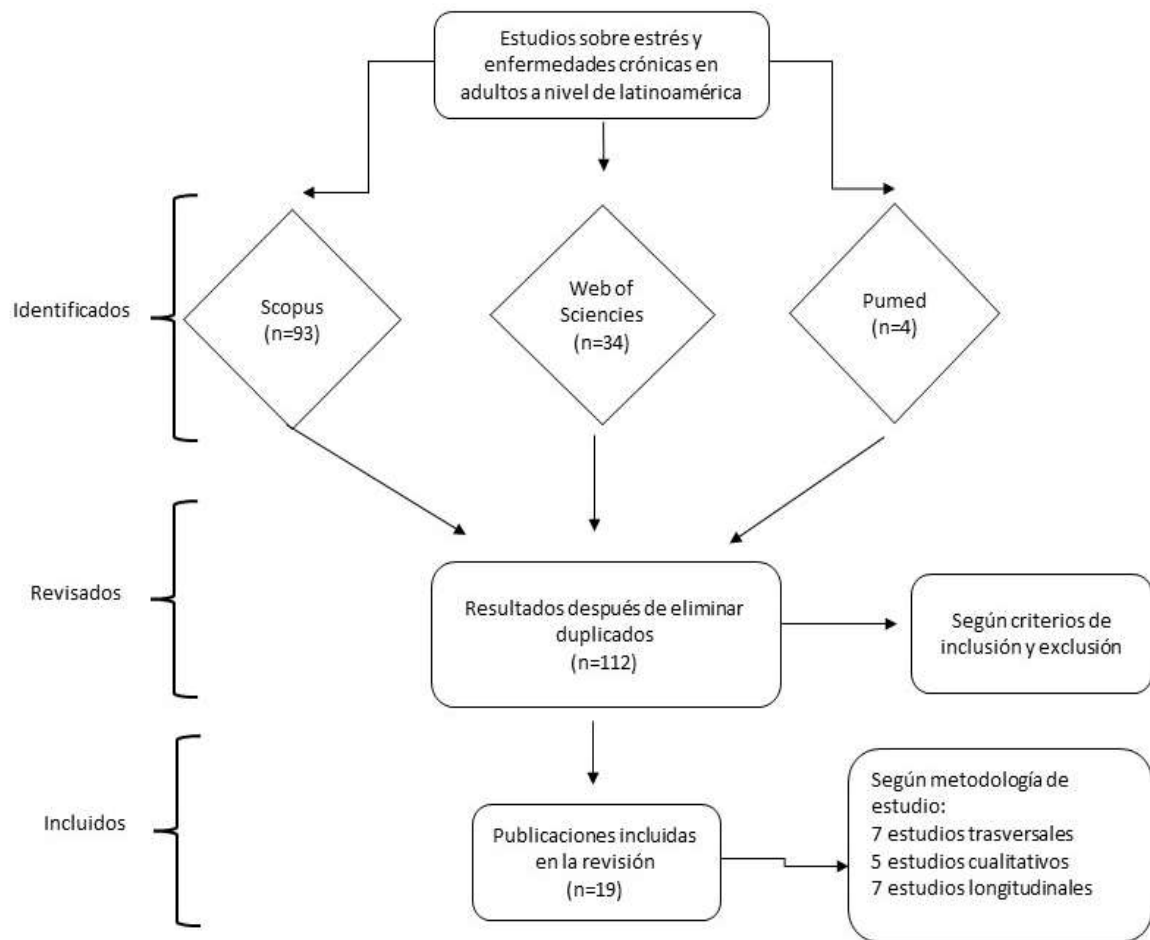 Estudios sobre estrés y
enfermedades crónicas en
adultos a nivel de latinoamérica
Identificados
Scopus
(n=93)
Web of
Sciencies
(n=34)
Pumed
(n=4)
Revisados
Resultados después de eliminar
duplicados
(n=112)
Según criterios de
inclusión y exclusión
Incluidos
Publicaciones incluidas
en la revisión
(n=19)
Según metodología de
estudio:
7 estudios trasversales
5 estudios cualitativos
7 estudios longitudinales